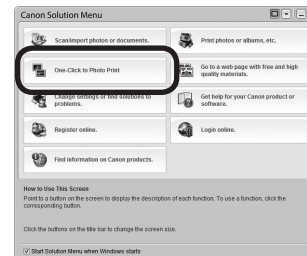 Canon Solution Menu
Scan/Import photos or documents.
Print photos or albums, etc.
One-Click to Photo Print
Go to a web page with free and high
quality materials.
Change settings or find solutions to
problems.
Get help for your Canon product or
software.
Register online.
Login online.
Find information on Canon products.
How to Use This Screen
Point to a button on the screen to display the description of each function. To use a function, click the
corresponding button.
Click the buttons on the title bar to change the screen size.
Start Solution Menu when Windows starts